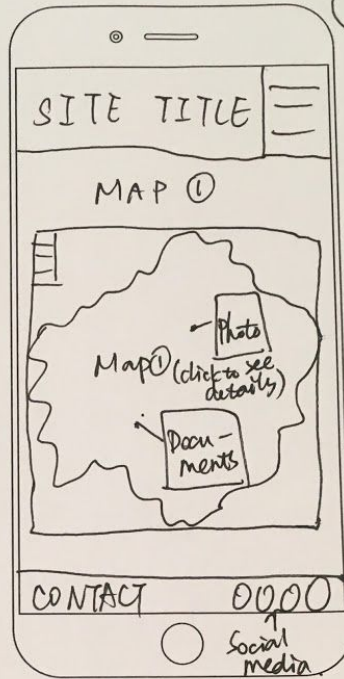 SITE TITLE
MAP ①
Photo
Map① (click to see
details)
Docu-
ments
CONTACT
Social
media